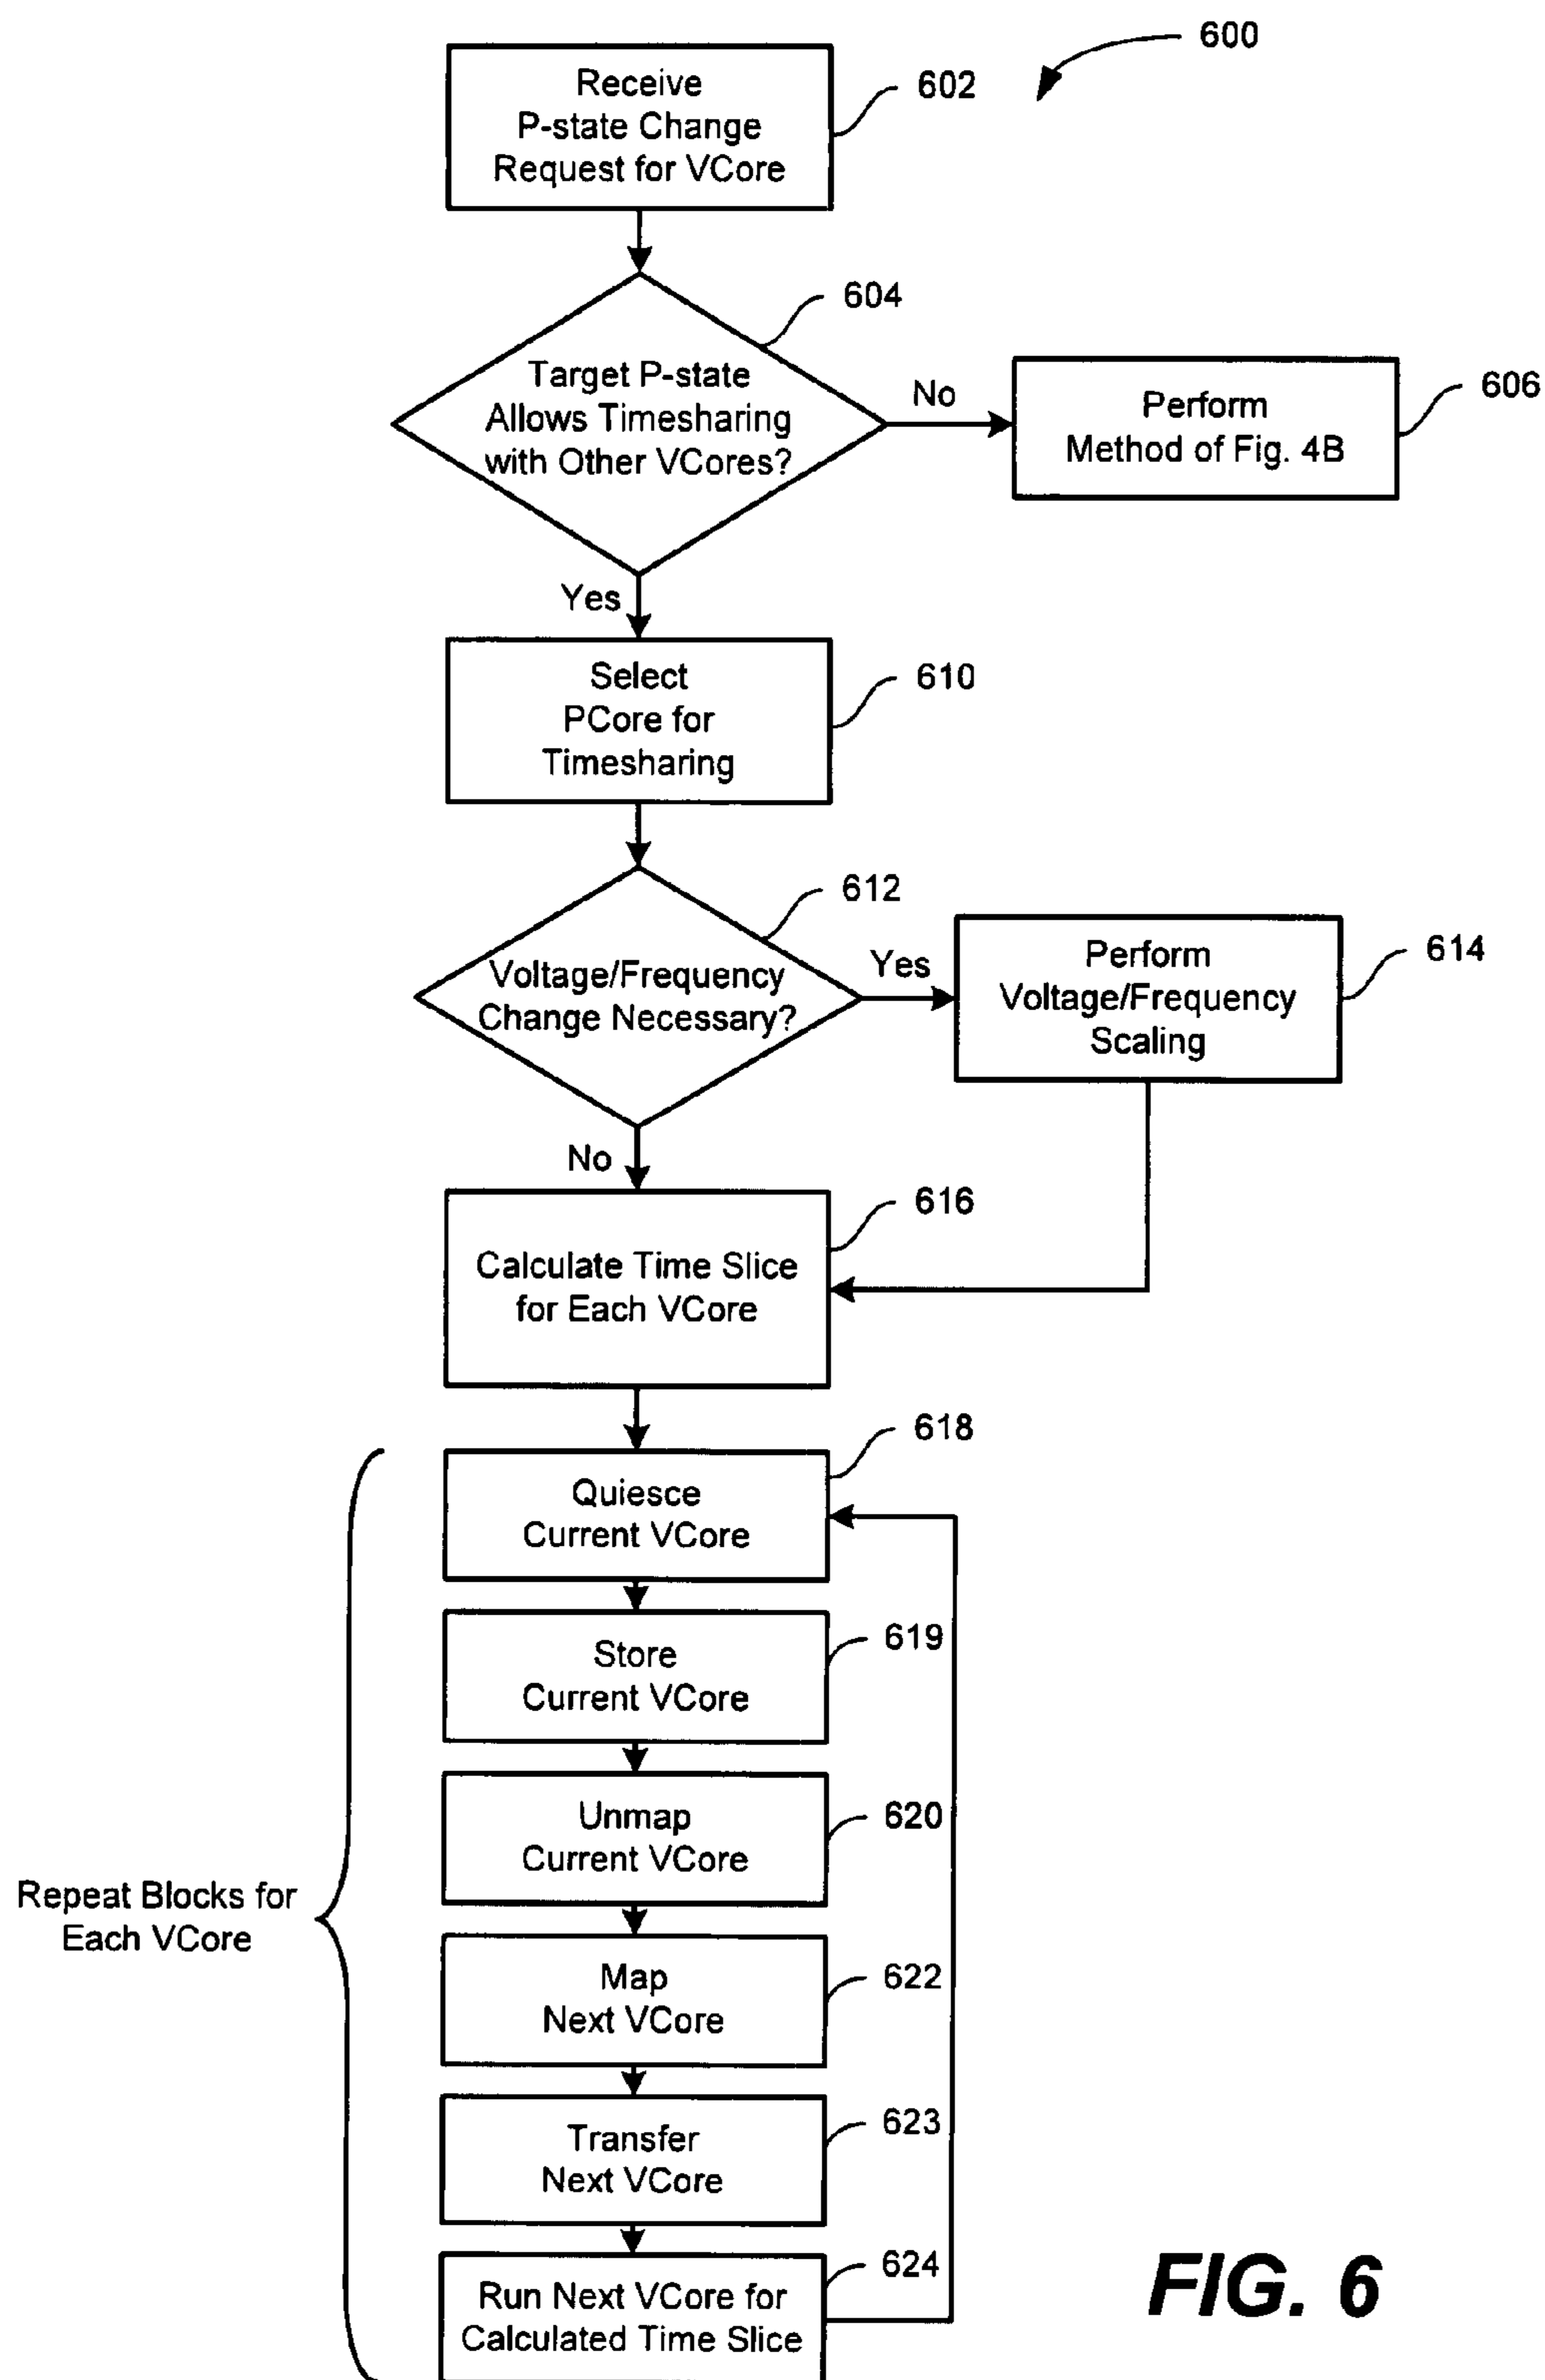 600
Receive
P-state Change
Request for VCore
602
604
Target P-state
Allows Timesharing
with Other VCores?
No
Perform
Method of Fig. 4B
606
Yes
Select
PCore for
Timesharing
610
612
Voltage/Frequency
Change Necessary?
Yes
Perform
Voltage/Frequency
Scaling
614
No
616
Calculate Time Slice
for Each VCore
618
Quiesce
Current VCore
619
Store
Current VCore
Unmap
Current VCore
620
Repeat Blocks for
Each VCore
Map
Next VCore
622
Transfer
Next VCore
623
Run Next VCore for
Calculated Time Slice
624
FIG. 6